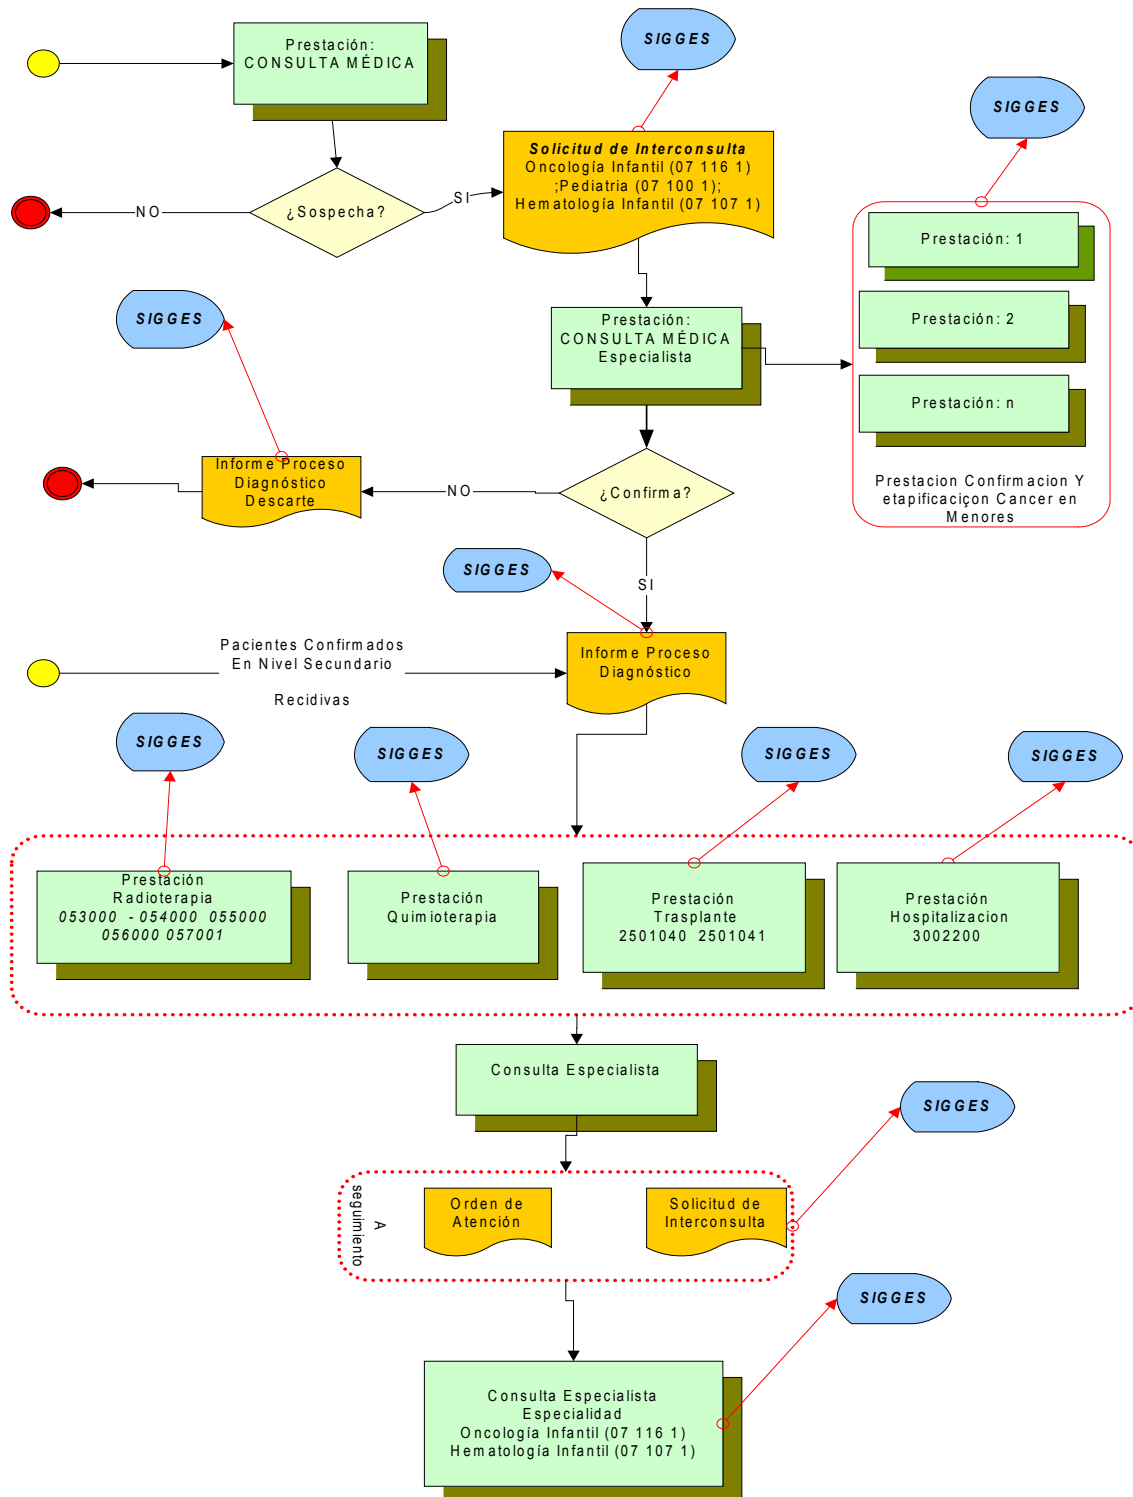 Prestación:
CONSULTA MÉDICA
SIGGES
SIGGES
Solicitud de Interconsulta
Oncología Infantil (07 116 1)
;Pediatria (07 100 1);
Hematología Infantil (07 107 1)
NO
¿Sospecha?
SI
Prestación: 1
Prestación: 2
Prestación: n
Prestacion Confirmacion Y
etapificaciçon Cancer en
Menores
SIGGES
Prestación:
CONSULTA MÉDICA
Especialista
Informe Proceso
Diagnóstico
Descarte
NO
¿Confirma?
SIGGES
SI
Pacientes Confirmados
En Nivel Secundario
Recidivas
Informe Proceso
Diagnóstico
SIGGES
SIGGES
SIGGES
SIGGES
Prestación
Radioterapia
053000 - 054000 055000
056000 057001
Prestación
Quimioterapia
Prestación
Trasplante
2501040 2501041
Prestación
Hospitalizacion
3002200
Consulta Especialista
SIGGES
A
seguimiento
Orden de
Atención
Solicitud de
Interconsulta
SIGGES
Consulta Especialista
Especialidad
Oncología Infantil (07 116 1)
Hematología Infantil (07 107 1)